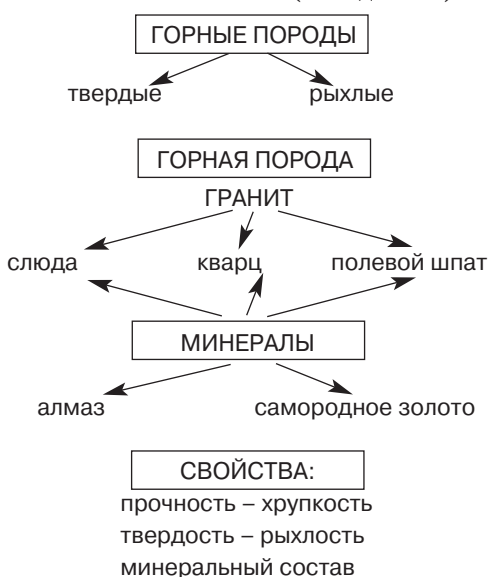 ГОРНЫЕ ПОРОДЫ
твердые рыхлые
ГОРНАЯ ПОРОДА
ГРАНИТ
слюда кварц полевой шпат
МИНЕРАЛЫ
алмаз самородное золото
СВОЙСТВА:
прочность – хрупкость
твердость – рыхлость
минеральный состав